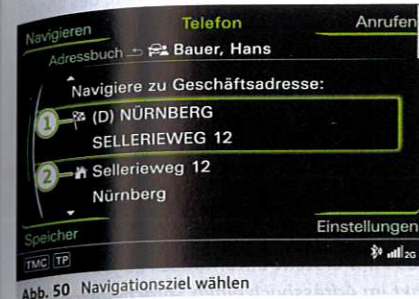 Navigieren Telefon Anrufen
Adressbuch Bauer, Hans
Navigiere zu Geschäftsadresse:
1 (D) NÜRNBERG
SELLERIEWEG 12
2 Sellerieweg 12
Nürnberg
Speicher Einstellungen
TMC TP 2G
Abb. 50 Navigationsziel wählen